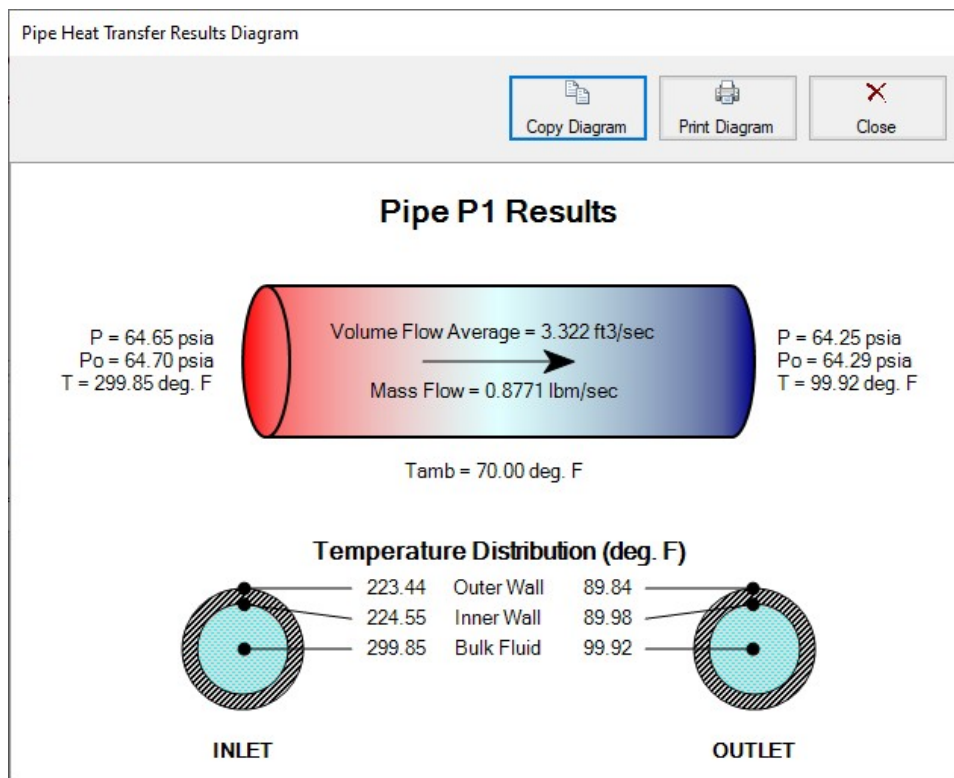 Pipe Heat Transfer Results Diagram
Copy Diagram
Print Diagram
Close
Pipe P1 Results
P = 64.65 psia
Po = 64.70 psia
T = 299.85 deg. F
Volume Flow Average = 3.322 ft3/sec
Mass Flow = 0.8771 lbm/sec
P = 64.25 psia
Po = 64.29 psia
T = 99.92 deg. F
Tamb = 70.00 deg. F
Temperature Distribution (deg. F)
223.44 Outer Wall 89.84
224.55 Inner Wall 89.98
299.85 Bulk Fluid 99.92
INLET
OUTLET